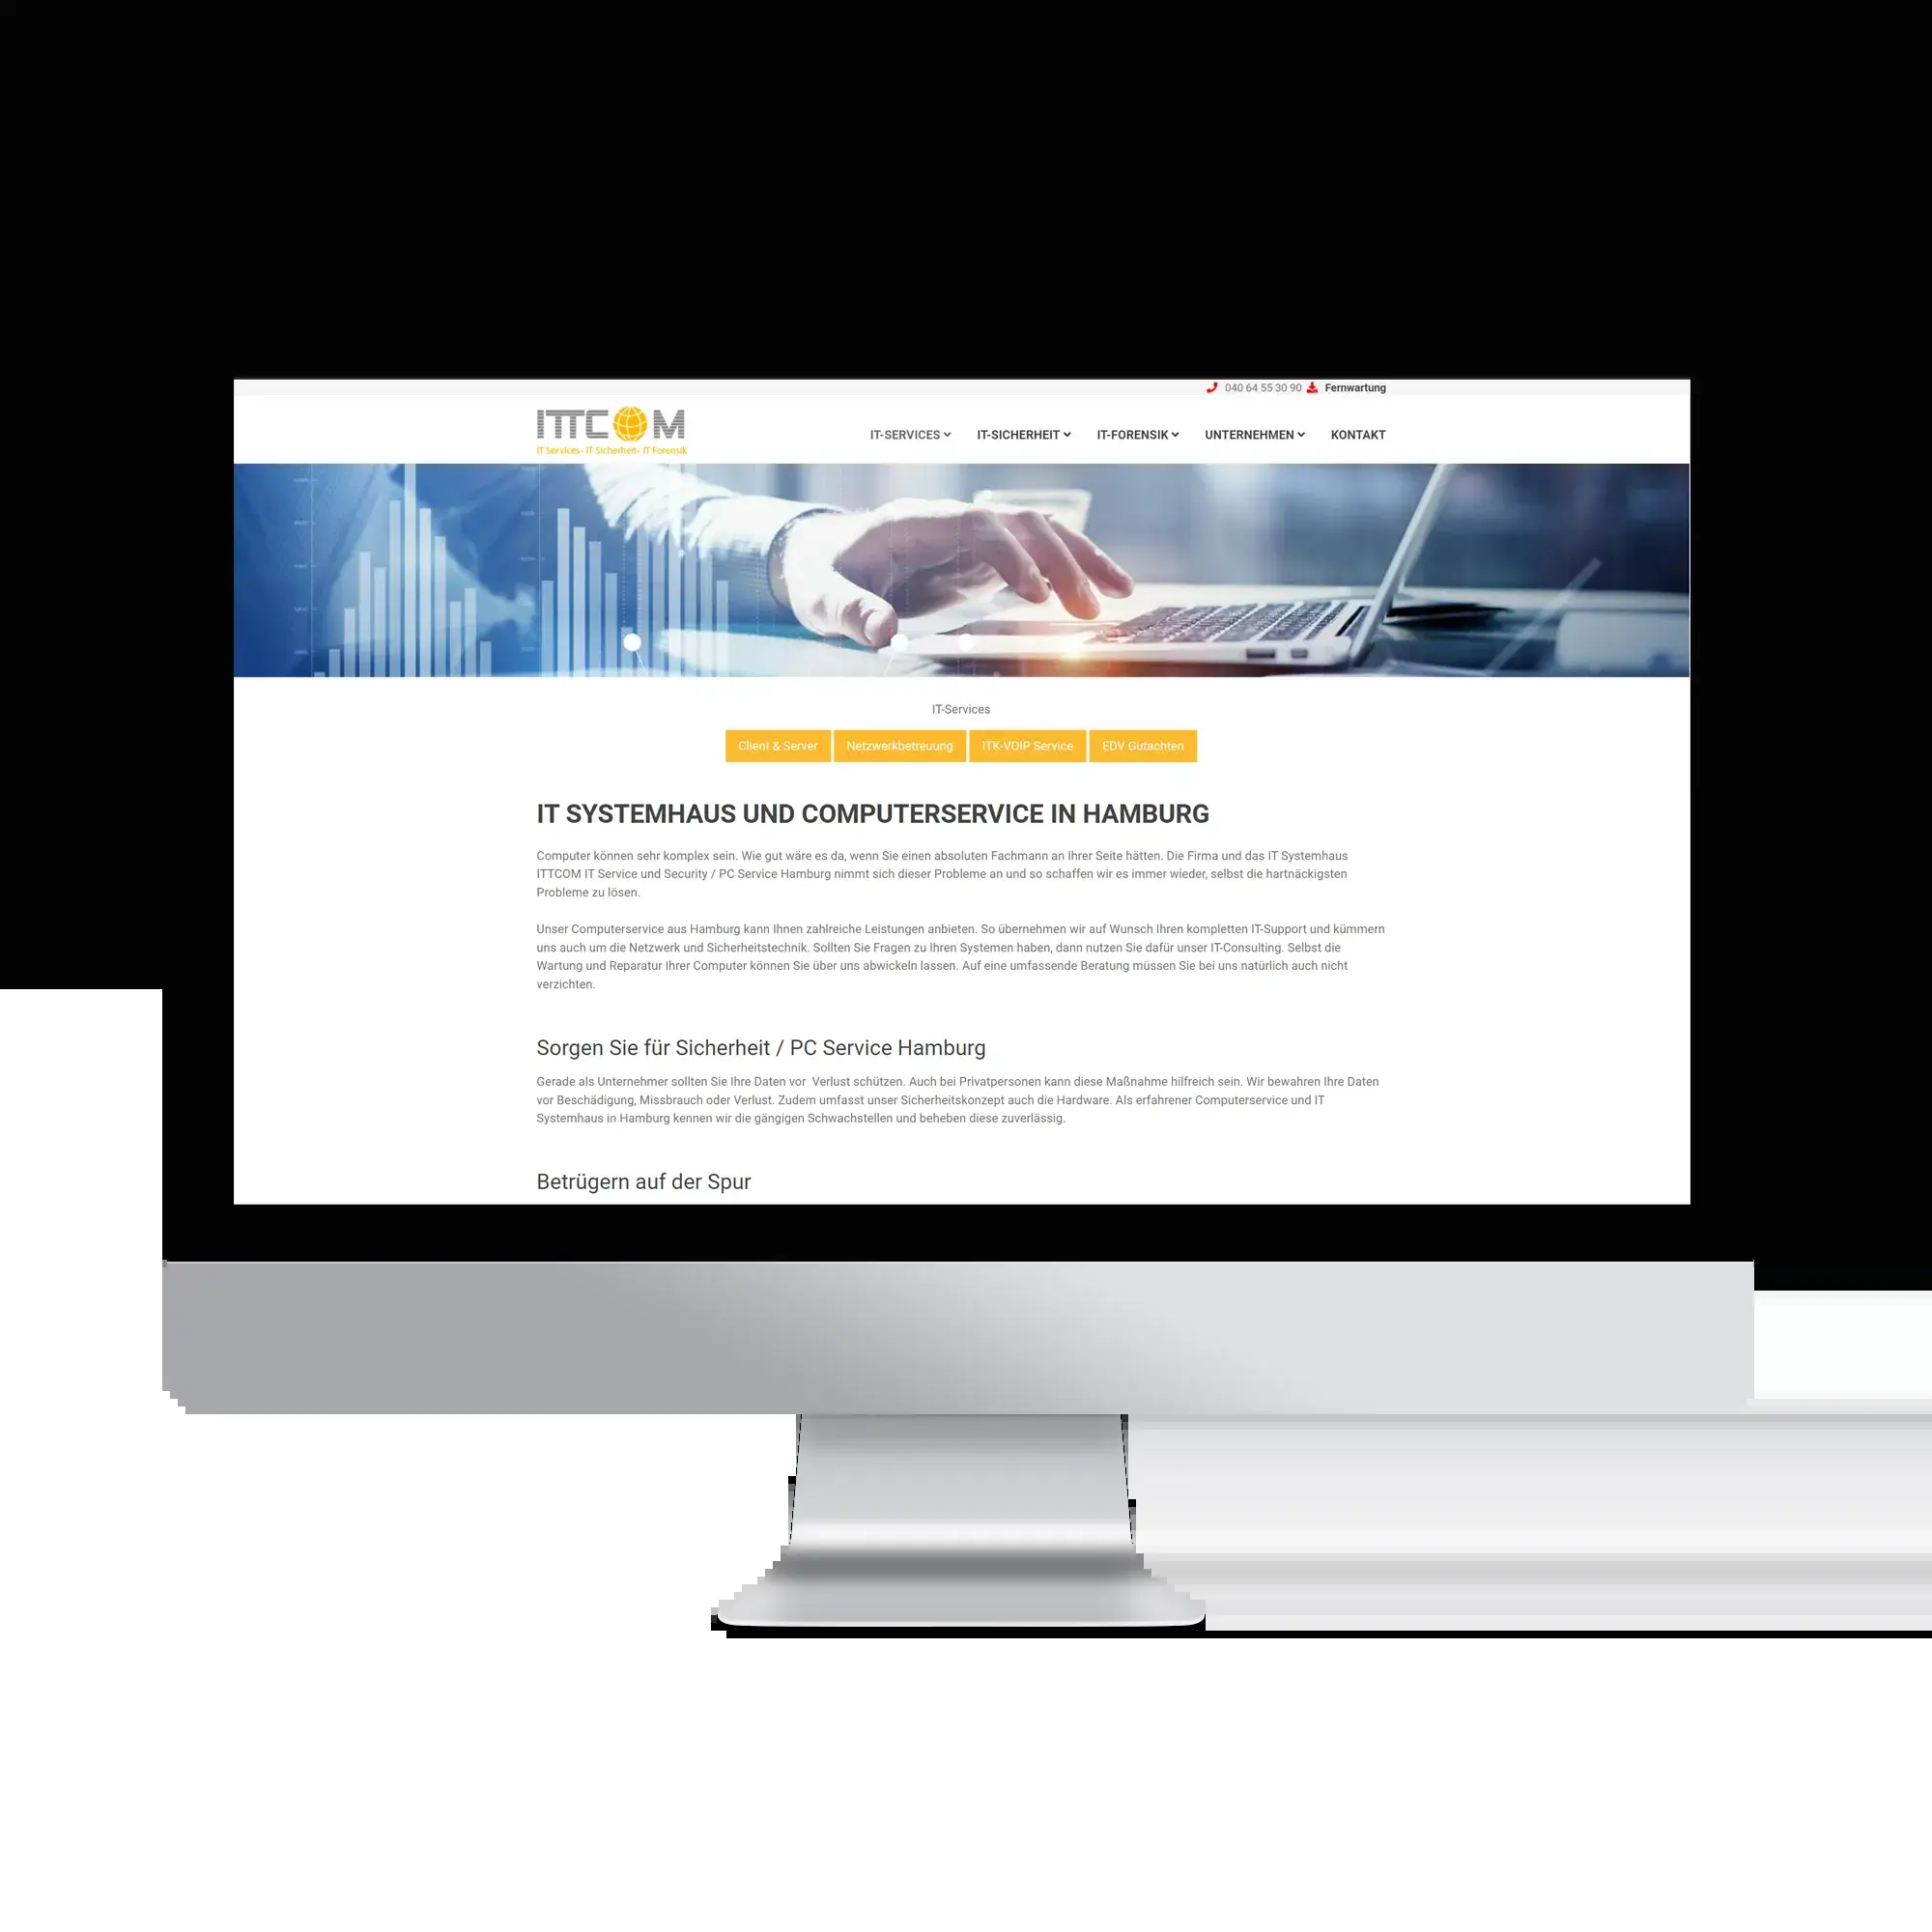 040 64 55 30 90 Fernwartung
ITTCOM
IT Services- IT Sicherheit- IT Forensik
IT-SERVICES IT-SICHERHEIT IT-FORENSIK UNTERNEHMEN KONTAKT
IT-Services
Client & Server Netzwerkbetreuung ITK-VOIP Service EDV Gutachten
IT SYSTEMHAUS UND COMPUTERSERVICE IN HAMBURG
Computer können sehr komplex sein. Wie gut wäre es da, wenn Sie einen absoluten Fachmann an Ihrer Seite hätten. Die Firma und das IT Systemhaus
ITTCOM IT Service und Security / PC Service Hamburg nimmt sich dieser Probleme an und so schaffen wir es immer wieder, selbst die hartnäckigsten
Probleme zu lösen.
Unser Computerservice aus Hamburg kann Ihnen zahlreiche Leistungen anbieten. So übernehmen wir auf Wunsch Ihren kompletten IT-Support und kümmern
uns auch um die Netzwerk und Sicherheitstechnik. Sollten Sie Fragen zu Ihren Systemen haben, dann nutzen Sie dafür unser IT-Consulting. Selbst die
Wartung und Reparatur Ihrer Computer können Sie über uns abwickeln lassen. Auf eine umfassende Beratung müssen Sie bei uns natürlich auch nicht
verzichten.
Sorgen Sie für Sicherheit / PC Service Hamburg
Gerade als Unternehmer sollten Sie Ihre Daten vor Verlust schützen. Auch bei Privatpersonen kann diese Maßnahme hilfreich sein. Wir bewahren Ihre Daten
vor Beschädigung, Missbrauch oder Verlust. Zudem umfasst unser Sicherheitskonzept auch die Hardware. Als erfahrener Computerservice und IT
Systemhaus in Hamburg kennen wir die gängigen Schwachstellen und beheben diese zuverlässig.
Betrügern auf der Spur